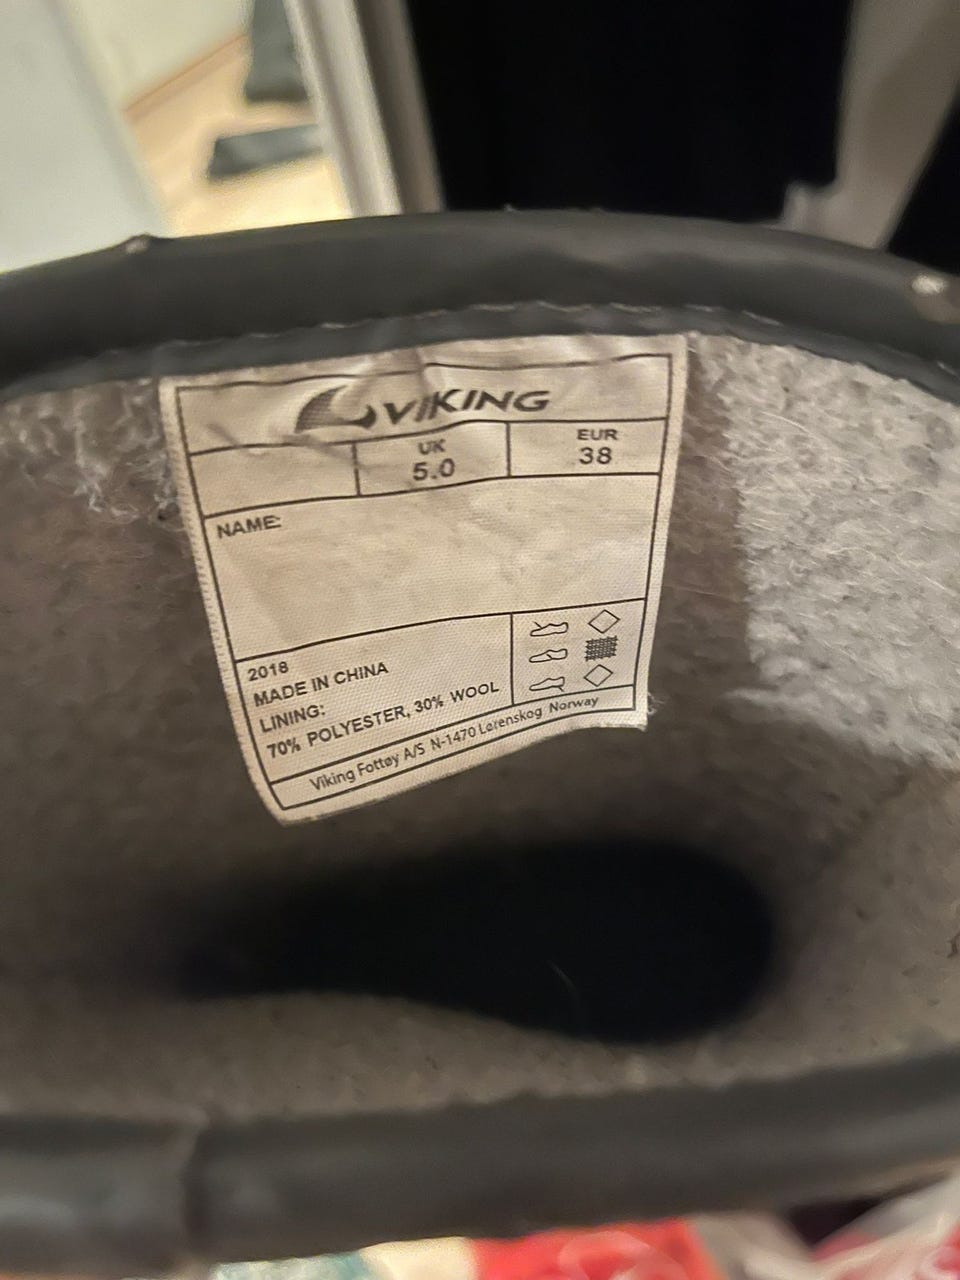 VIKING
UK EUR
5.0 38
NAME:
2018
MADE IN CHINA
LINING:
70% POLYESTER, 30% WOOL
Viking Fottøy A/S N-1470 Lørenskog Norway